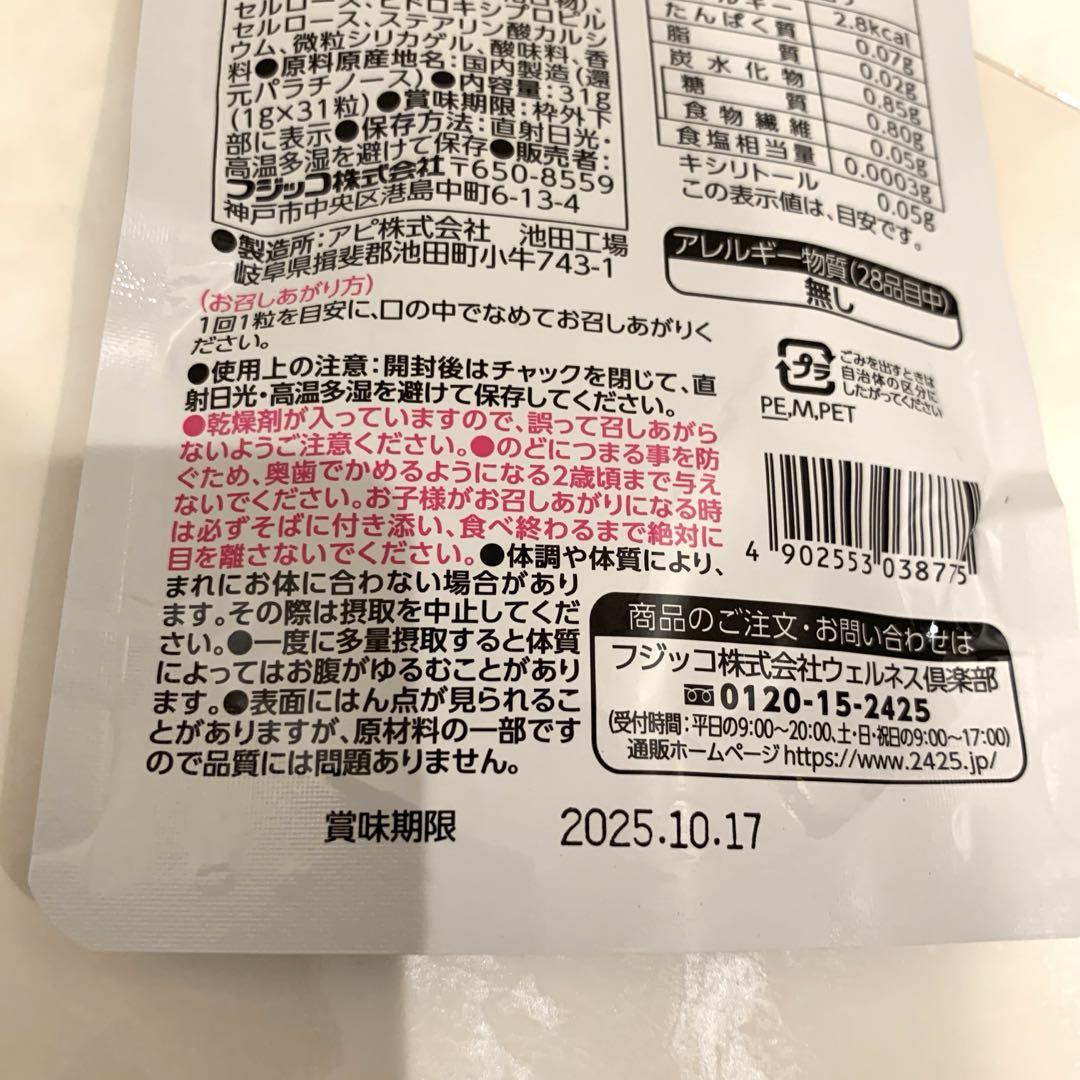 セルロース、ヒドロキシプロピル
セルロース、ステアリン酸カルシ
ウム、微粒シリカゲル、酸味料、香
料●原料原産地名:国内製造(還
元パラチノース)●内容量:31g
(1g×31粒)●賞味期限:枠外下
部に表示●保存方法:直射日光・
高温多湿を避けて保存●販売者:
フジッコ株式会社〒650-8559
神戸市中央区港島中町6-13-4
●製造所:アピ株式会社 池田工場
岐阜県揖斐郡池田町小牛743-1
(お召しあがり方)
1回1粒を目安に、口の中でなめてお召しあがりく
ださい。
●使用上の注意:開封後はチャックを閉じて、直
射日光・高温多湿を避けて保存してください。
●乾燥剤が入っていますので、誤って召しあがら
ないようご注意ください。●のどにつまる事を防
ぐため、奥歯でかめるようになる2歳頃まで与え
ないでください。お子様がお召しあがりになる時
は必ずそばに付き添い、食べ終わるまで絶対に
目を離さないでください。●体調や体質により、
まれにお体に合わない場合があり
ます。その際は摂取を中止してくだ
さい。●一度に多量摂取すると体質
によってはお腹がゆるむことがあり
ます。●表面にはん点が見られるこ
とがありますが、原材料の一部です
ので品質には問題ありません。
2.8kcal
たんぱく質 0.07g
脂質 0.02g
炭水化物 0.85g
糖質 0.80g
食物繊維 0.05g
食塩相当量 0.0003g
キシリトール 0.05g
この表示値は、目安です。
アレルギー物質(28品目中)
無し
プラ
ごみを出すときは
自治体の区分に
したがってください
PE,M,PET
4 902553 038775
商品のご注文・お問い合わせは
フジッコ株式会社ウェルネス倶楽部
0120-15-2425
(受付時間:平日の9:00〜20:00、土・日・祝日の9:00〜17:00)
通販ホームページ https://www.2425.jp/
賞味期限 2025.10.17